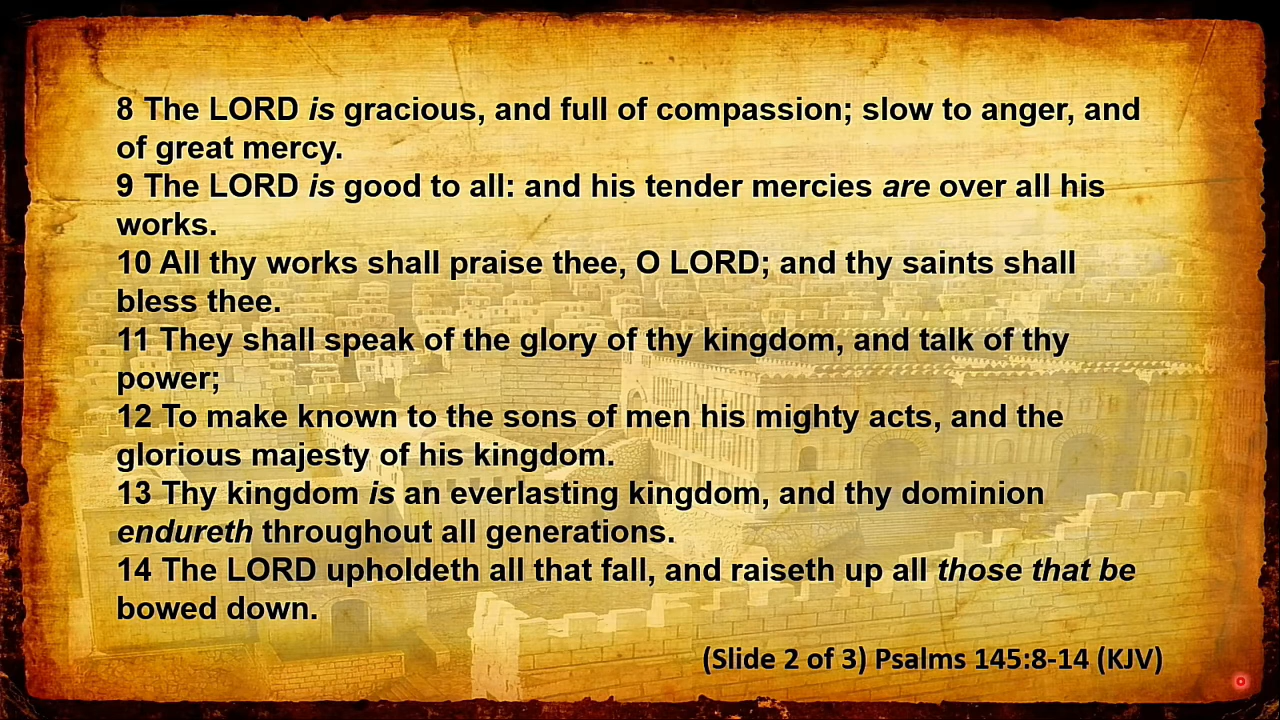 8 The LORD is gracious, and full of compassion; slow to anger, and
of great mercy.
9 The LORD is good to all: and his tender mercies are over all his
works.
10 All thy works shall praise thee, O LORD; and thy saints shall
bless thee.
11 They shall speak of the glory of thy kingdom, and talk of thy
power;
12 To make known to the sons of men his mighty acts, and the
glorious majesty of his kingdom.
13 Thy kingdom is an everlasting kingdom, and thy dominion
endureth throughout all generations.
14 The LORD upholdeth all that fall, and raiseth up all those that be
bowed down.
(Slide 2 of 3) Psalms 145:8-14 (KJV)